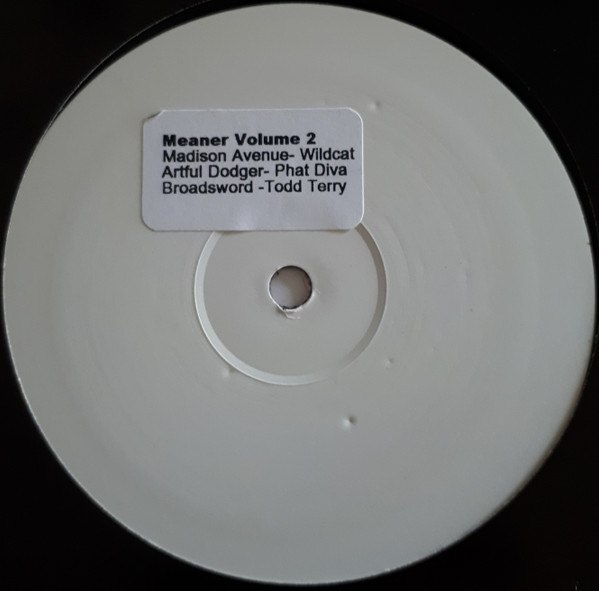 Meaner Volume 2
Madison Avenue- Wildcat
Artful Dodger- Phat Diva
Broadsword -Todd Terry